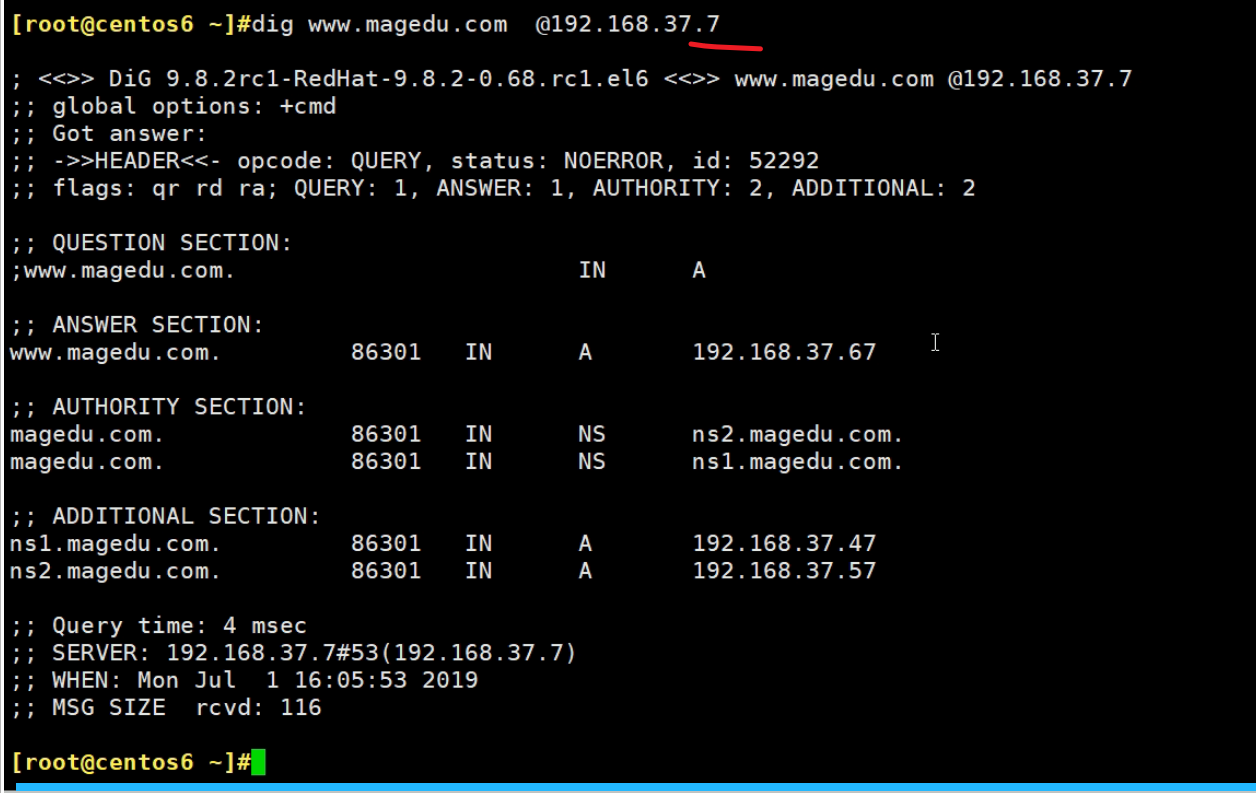 [root@centos6 ~]#dig www.magedu.com  @192.168.37.7
; <<>> DiG 9.8.2rc1-RedHat-9.8.2-0.68.rc1.el6 <<>> www.magedu.com @192.168.37.7
;; global options: +cmd
;; Got answer:
;; ->>HEADER<<- opcode: QUERY, status: NOERROR, id: 52292
;; flags: qr rd ra; QUERY: 1, ANSWER: 1, AUTHORITY: 2, ADDITIONAL: 2
;; QUESTION SECTION:
;www.magedu.com.			IN	A
;; ANSWER SECTION:
www.magedu.com.		86301	IN	A	192.168.37.67
;; AUTHORITY SECTION:
magedu.com.		86301	IN	NS	ns2.magedu.com.
magedu.com.		86301	IN	NS	ns1.magedu.com.
;; ADDITIONAL SECTION:
ns1.magedu.com.		86301	IN	A	192.168.37.47
ns2.magedu.com.		86301	IN	A	192.168.37.57
;; Query time: 4 msec
;; SERVER: 192.168.37.7#53(192.168.37.7)
;; WHEN: Mon Jul  1 16:05:53 2019
;; MSG SIZE  rcvd: 116
[root@centos6 ~]#